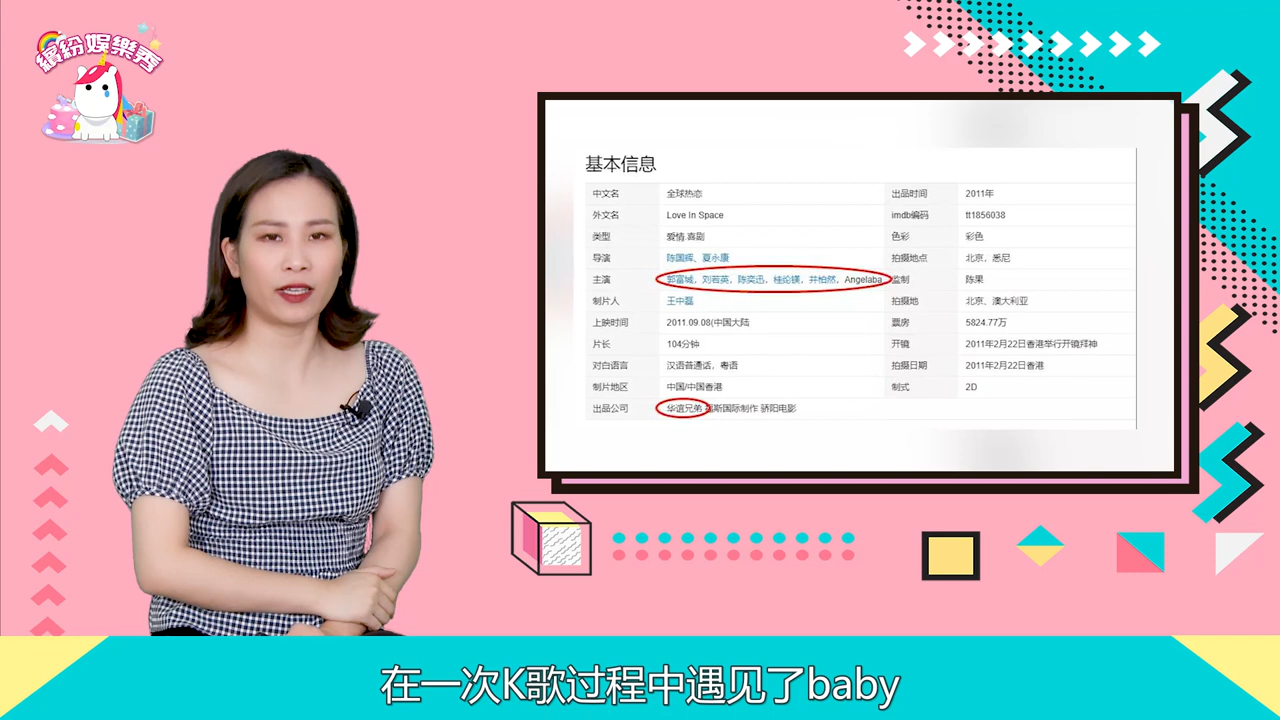 繽紛娛樂秀
基本信息
中文名 全球热恋 出品时间 2011年
外文名 Love In Space imdb编码 tt1856038
类型 爱情,喜剧 色彩 彩色
导演 陈国辉、夏永康 拍摄地点 北京，悉尼
主演 郭富城，刘若英，陈奕迅，桂纶镁，井柏然，Angelaba 监制 陈果
制片人 王中磊 拍摄地 北京、澳大利亚
上映时间 2011.09.08(中国大陆 票房 5824.77万
片长 104分钟 开镜 2011年2月22日香港举行开镜拜神
对白语言 汉语普通话，粤语 拍摄日期 2011年2月22日香港
制片地区 中国/中国香港 制式 2D
出品公司 华谊兄弟 斯国际制作 骄阳电影
在一次K歌过程中遇见了baby